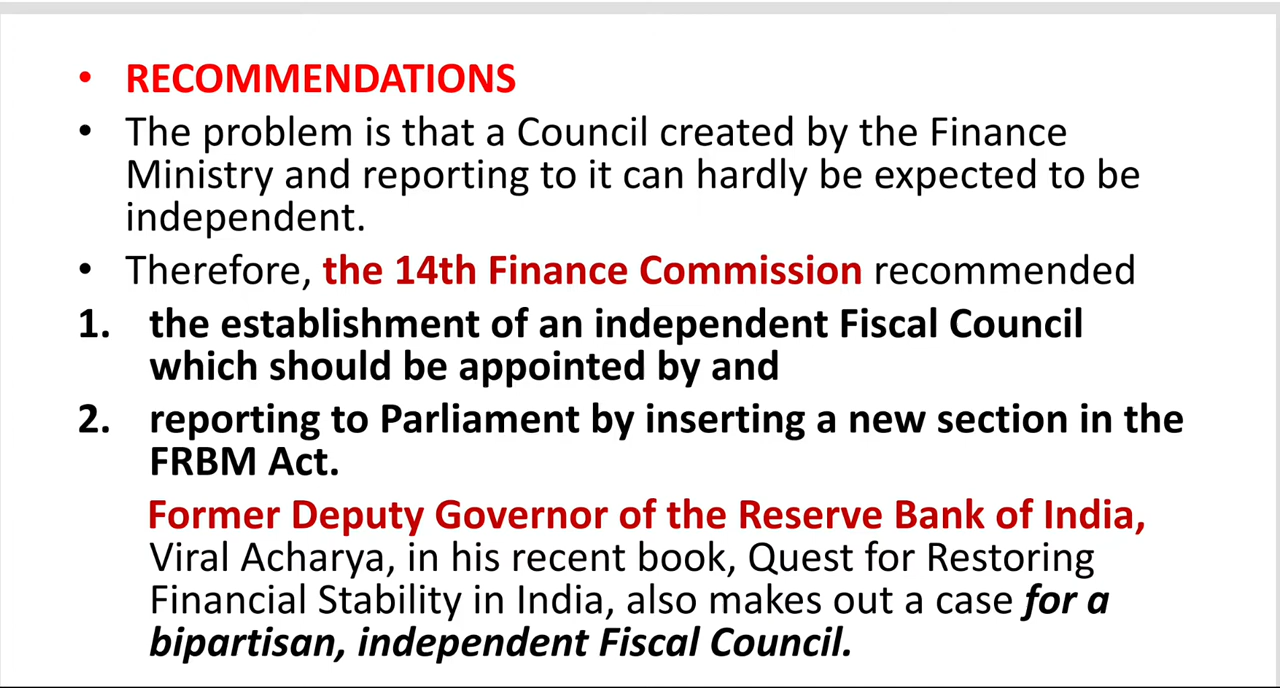 • RECOMMENDATIONS
• The problem is that a Council created by the Finance
Ministry and reporting to it can hardly be expected to be
independent.
• Therefore, the 14th Finance Commission recommended
1. the establishment of an independent Fiscal Council
which should be appointed by and
2. reporting to Parliament by inserting a new section in the
FRBM Act.
Former Deputy Governor of the Reserve Bank of India,
Viral Acharya, in his recent book, Quest for Restoring
Financial Stability in India, also makes out a case for a
bipartisan, independent Fiscal Council.